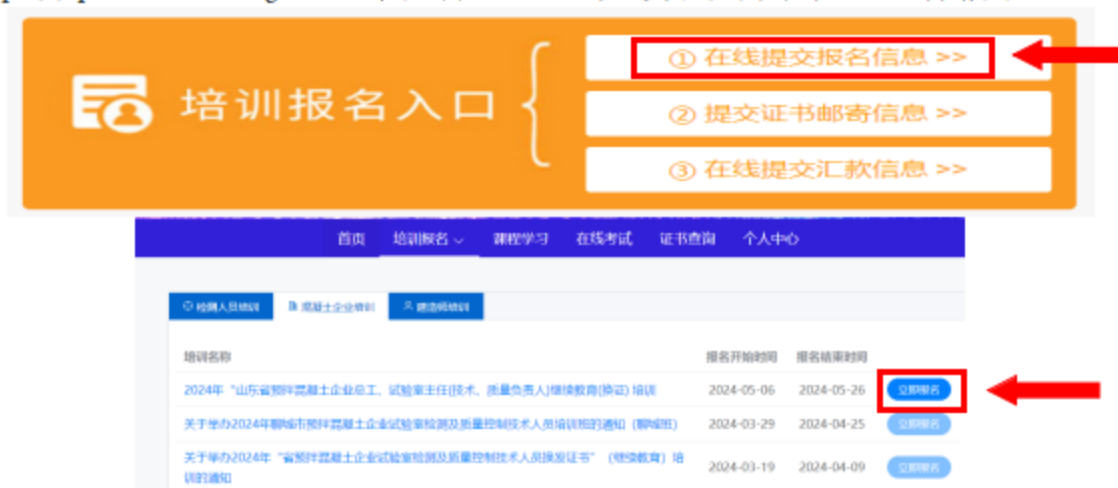 培训报名入口
① 在线提交报名信息 >>
② 提交证书邮寄信息 >>
③ 在线提交汇款信息 >>
首页 培训报名 课程学习 在线考试 证书查询 个人中心
检测人员培训 混凝土企业培训 建造师培训
培训名称 报名开始时间 报名结束时间
2024年“山东省预拌混凝土企业总工、试验室主任(技术、质量负责人)继续教育(换证) 培训 2024-05-06 2024-05-26 立即报名
关于举办2024年聊城市预拌混凝土企业试验室检测及质量控制技术人员培训班的通知（聊城班） 2024-03-29 2024-04-25 立即报名
关于举办2024年“省预拌混凝土企业试验室检测及质量控制技术人员换发证书”（继续教育）培 2024-03-19 2024-04-09 立即报名
训的通知